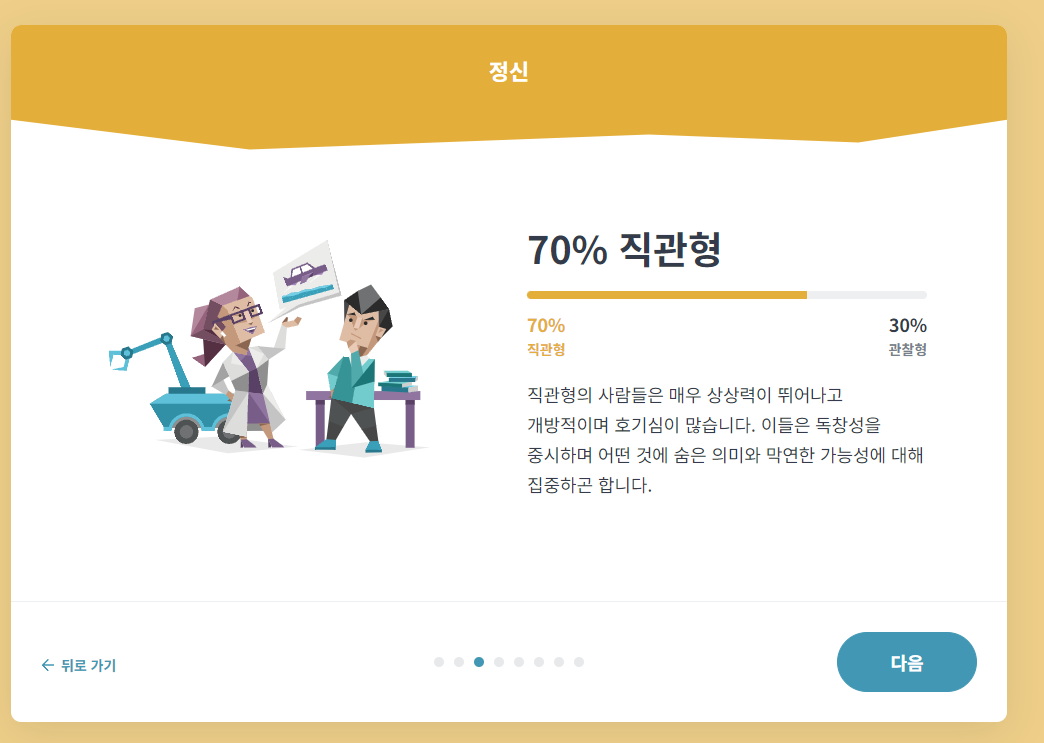 정신
70% 직관형
70% 30%
직관형 관찰형
직관형의 사람들은 매우 상상력이 뛰어나고
개방적이며 호기심이 많습니다. 이들은 독창성을
중시하며 어떤 것에 숨은 의미와 막연한 가능성에 대해
집중하곤 합니다.
← 뒤로 가기
다음